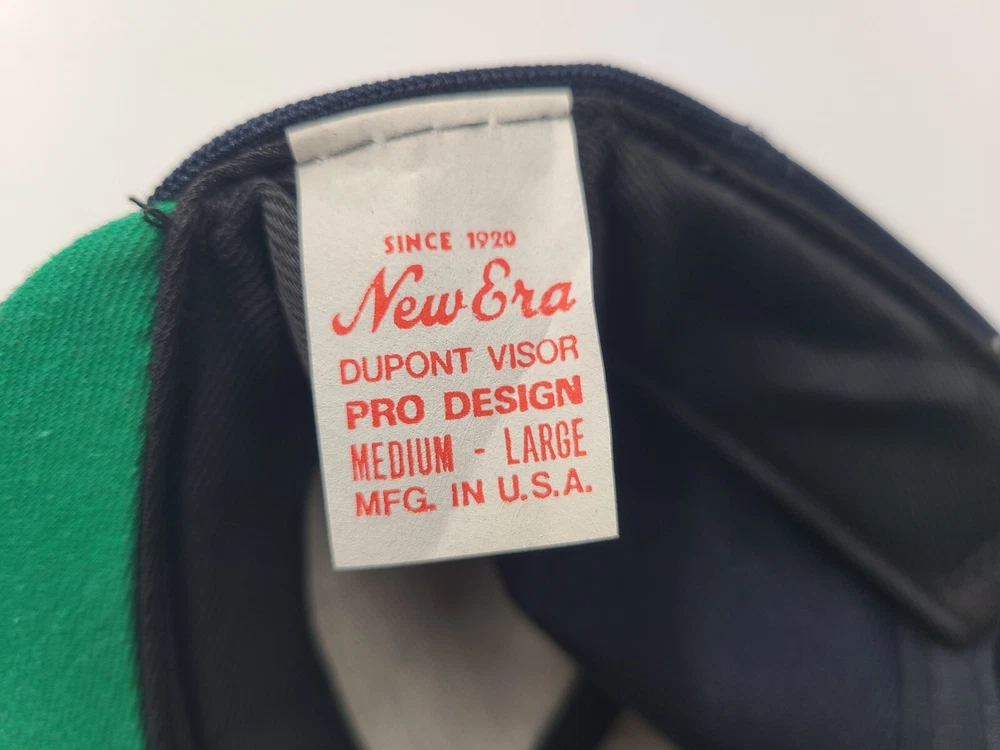 SINCE 1920
New Era
DUPONT VISOR
PRO DESIGN
MEDIUM - LARGE
MFG. IN U.S.A.